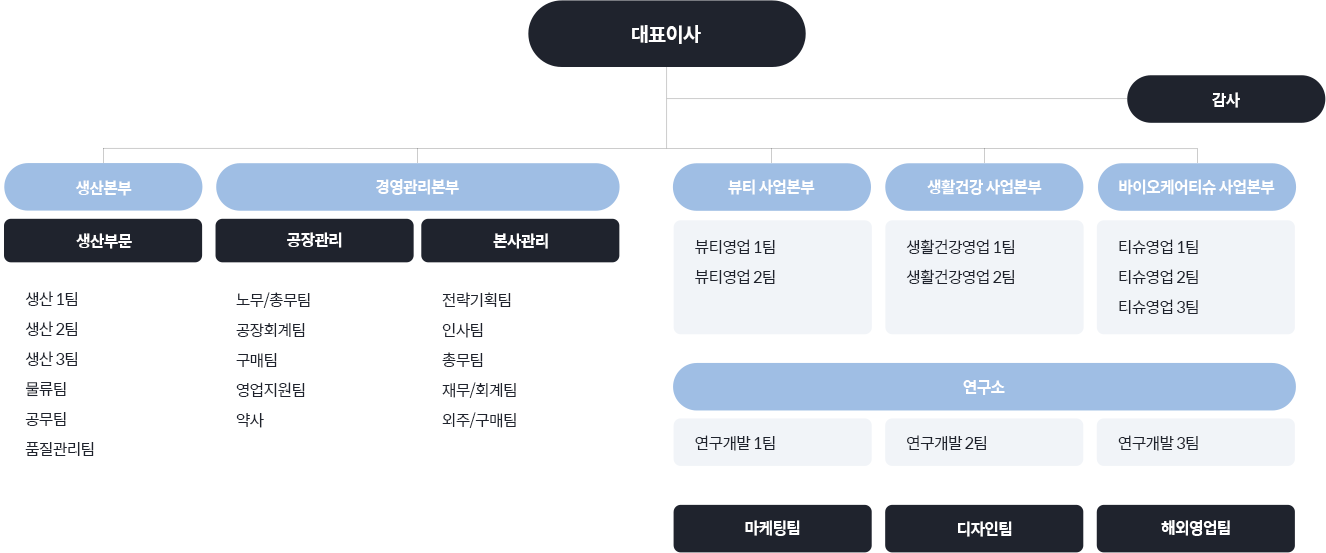 대표이사
감사
생산본부
경영관리본부
뷰티 사업본부
생활건강 사업본부
바이오케어티슈 사업본부
생산부문
공장관리
본사관리
생산 1팀
생산 2팀
생산 3팀
물류팀
공무팀
품질관리팀
노무/총무팀
공장회계팀
구매팀
영업지원팀
약사
전략기획팀
인사팀
총무팀
재무/회계팀
외주/구매팀
뷰티영업 1팀
뷰티영업 2팀
생활건강영업 1팀
생활건강영업 2팀
티슈영업 1팀
티슈영업 2팀
티슈영업 3팀
연구소
연구개발 1팀
연구개발 2팀
연구개발 3팀
마케팅팀
디자인팀
해외영업팀